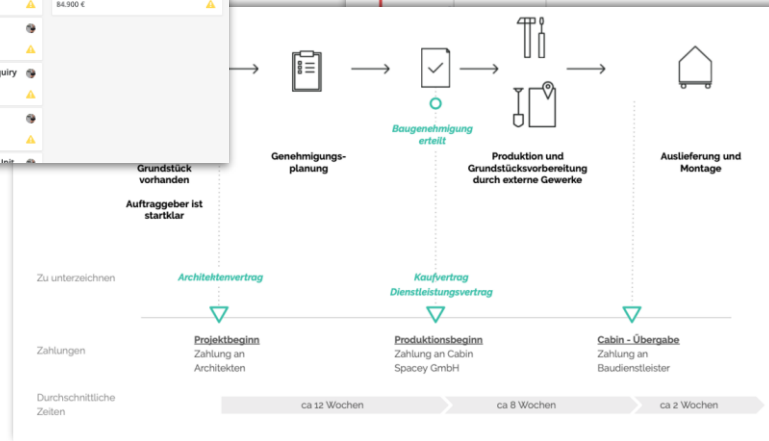 84.900 €
quiry
Grundstück
vorhanden
Auftraggeber ist
startklar
Genehmigungs-
planung
Baugenehmigung
erteilt
Produktion und
Grundstücksvorbereitung
durch externe Gewerke
Auslieferung und
Montage
Zu unterzeichnen
Architektenvertrag
Kaufvertrag
Dienstleistungsvertrag
Zahlungen
Projektbeginn
Zahlung an
Architekten
Produktionsbeginn
Zahlung an Cabin
Spacey GmbH
Cabin - Übergabe
Zahlung an
Baudienstleister
Durchschnittliche
Zeiten
ca 12 Wochen
ca 8 Wochen
ca 2 Wochen